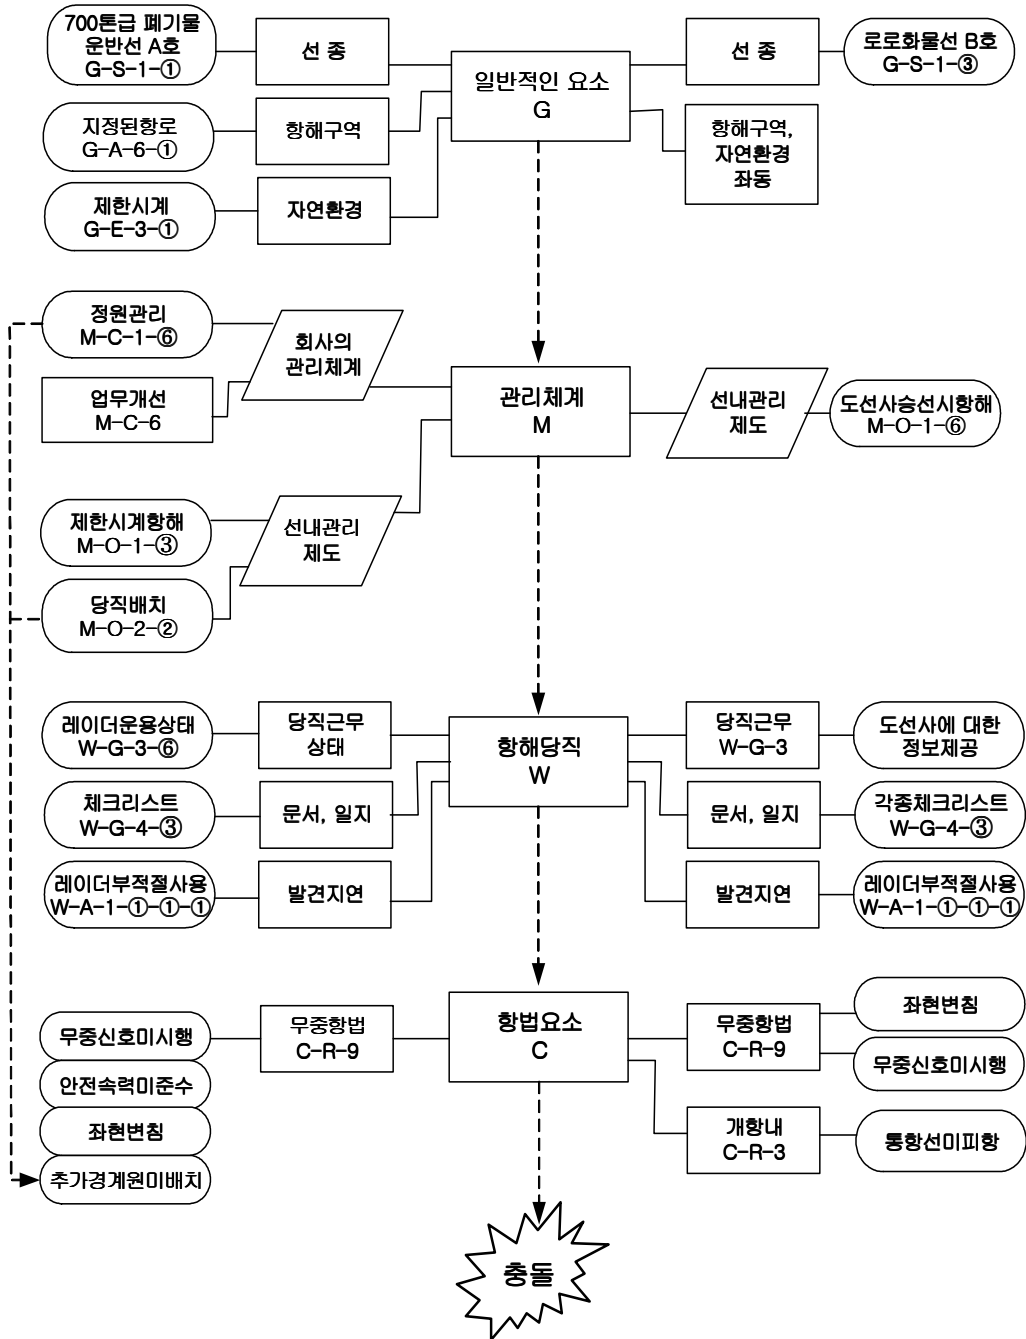 700톤급 폐기물
운반선 A호
G-S-1-①
선 종
일반적인 요소
G
선 종
로로화물선 B호
G-S-1-③
지정된항로
G-A-6-①
항해구역
항해구역,
자연환경
좌동
제한시계
G-E-3-①
자연환경
정원관리
M-C-1-⑥
회사의
관리체계
업무개선
M-C-6
관리체계
M
선내관리
제도
도선사승선시항해
M-O-1-⑥
제한시계항해
M-O-1-③
선내관리
제도
당직배치
M-O-2-②
레이더운용상태
W-G-3-⑥
당직근무
상태
항해당직
W
당직근무
W-G-3
도선사에 대한
정보제공
체크리스트
W-G-4-③
문서, 일지
문서, 일지
각종체크리스트
W-G-4-③
레이더부적절사용
W-A-1-①-①-①
발견지연
발견지연
레이더부적절사용
W-A-1-①-①-①
무중신호미시행
무중항법
C-R-9
항법요소
C
무중항법
C-R-9
좌현변침
무중신호미시행
안전속력미준수
좌현변침
개항내
C-R-3
통항선미피항
추가경계원미배치
충돌